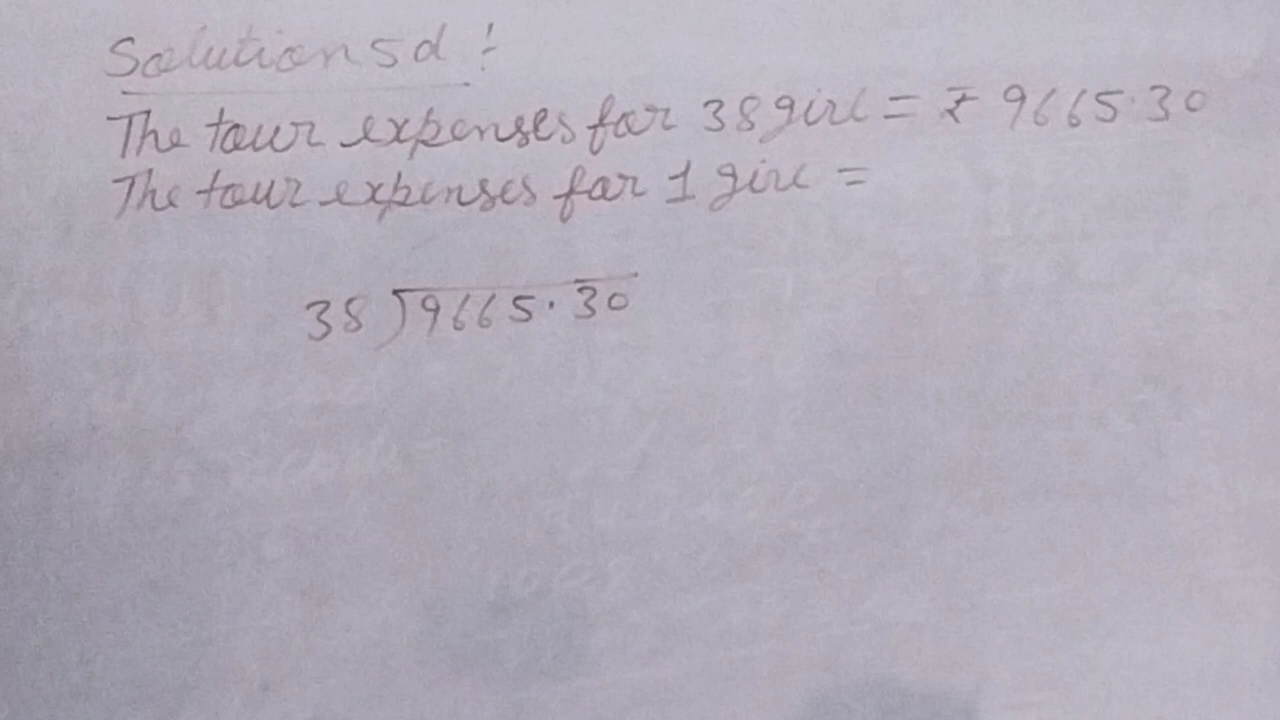 Solution 5d :
The tour expenses for 38 girl = ₹ 9665.30
The tour expenses for 1 girl =
38 ) 9665.30